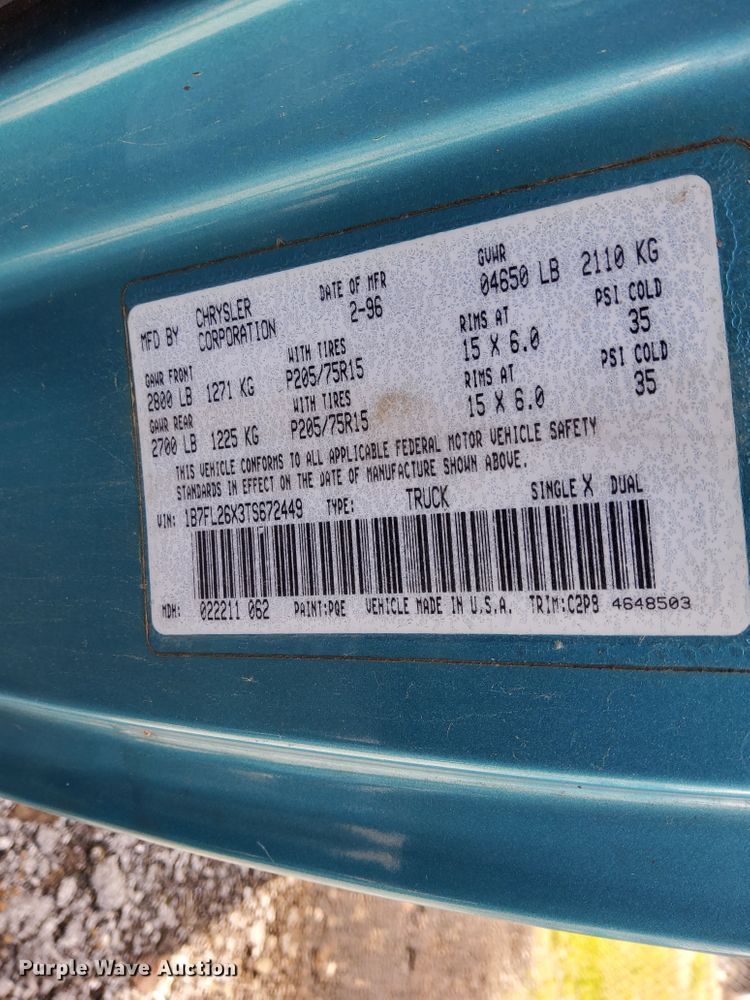 MFD BY CHRYSLER CORPORATION DATE OF MFR 2-96 GVWR 04650 LB 2110 KG
GAWR FRONT WITH TIRES RIMS AT PSI COLD
2800 LB 1271 KG P205/75R15 15 X 6.0 35
GAWR REAR WITH TIRES RIMS AT PSI COLD
2700 LB 1225 KG P205/75R15 15 X 6.0 35
THIS VEHICLE CONFORMS TO ALL APPLICABLE FEDERAL MOTOR VEHICLE SAFETY
STANDARDS IN EFFECT ON THE DATE OF MANUFACTURE SHOWN ABOVE.
VIN: 1B7FL26X3TS672449 TYPE: TRUCK SINGLE X DUAL
MDH: 022211 062 PAINT:PQE VEHICLE MADE IN U.S.A. TRIM:C2P8 4648503
Purple Wave Auction